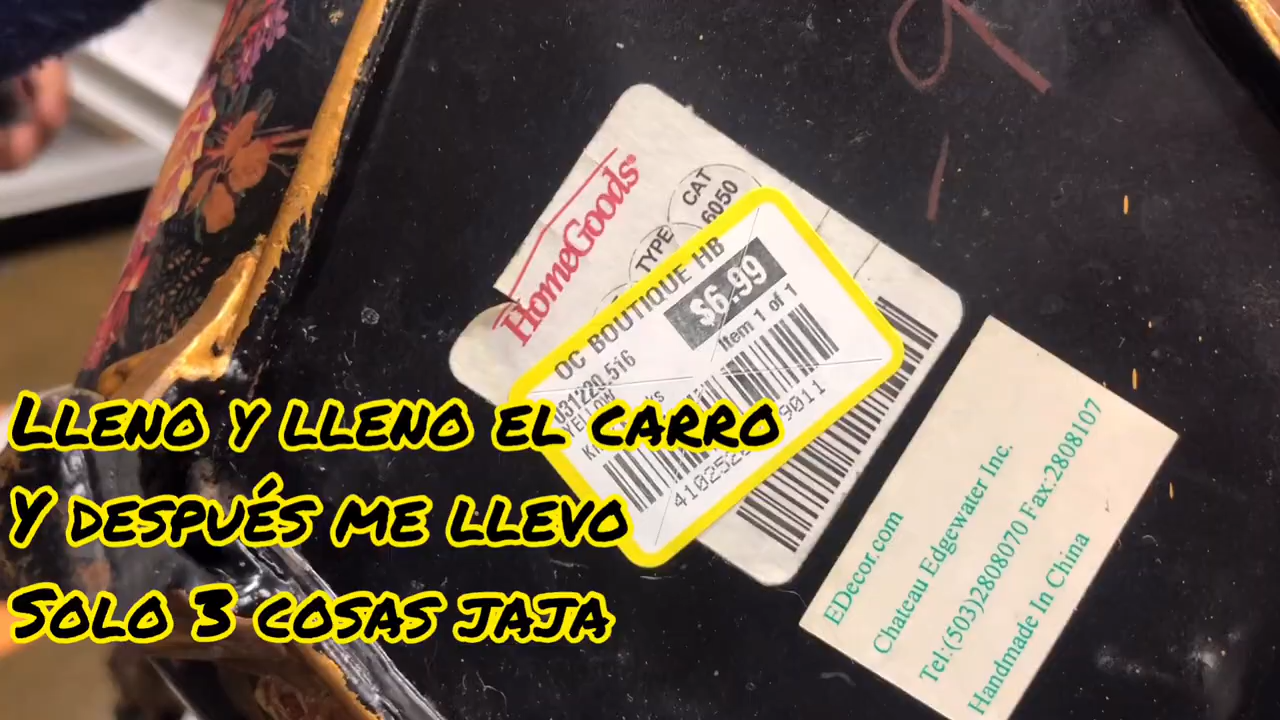 HomeGoods®
CAT
6050
TYPE
OC BOUTIQUE HB
$6.99
031220.516
Item 1 of 1
YELLOW
EDecor.com
Chateau Edgewater Inc.
Tel:(503)2808070 Fax:2808107
Handmade In China
Lleno y lleno el carro
Y después me llevo
Solo 3 cosas jaja